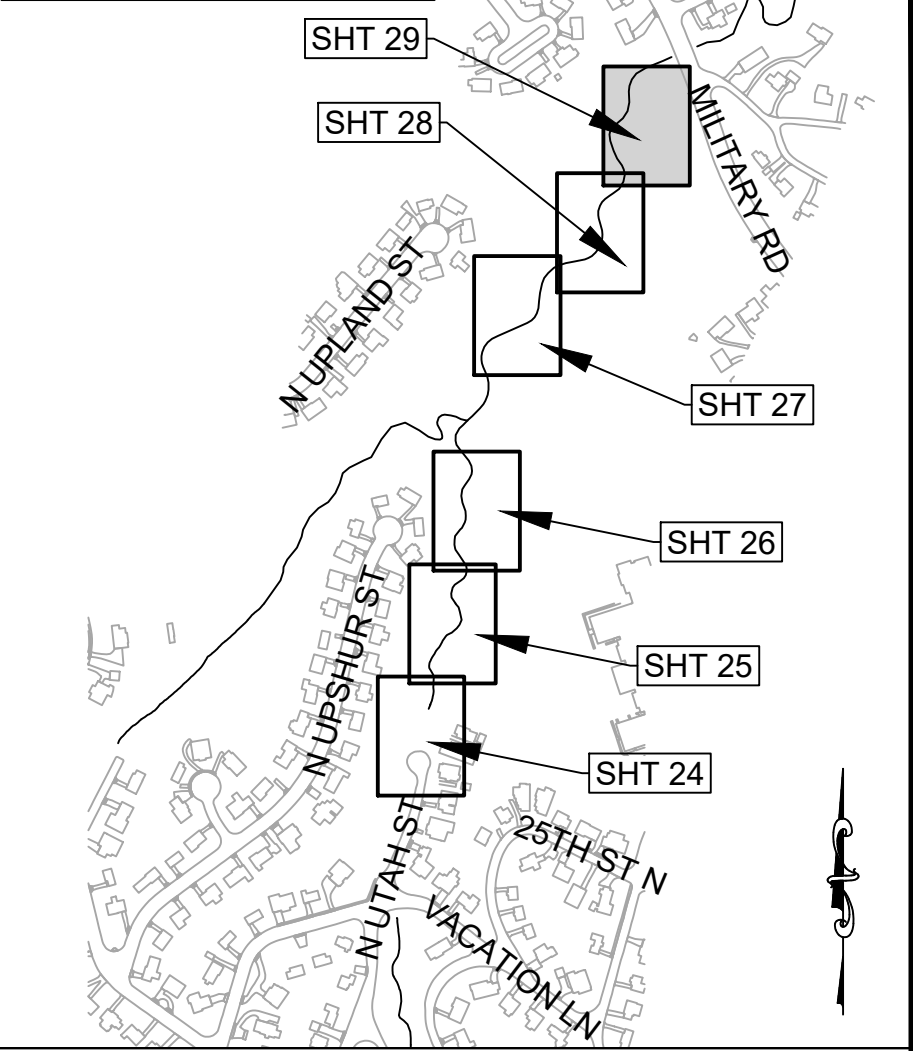 SHT 29
SHT 28
MILITARY RD
N UPLAND ST
SHT 27
SHT 26
N UPSHUR ST
SHT 25
SHT 24
N UTAH ST
25TH ST N
VACATION LN